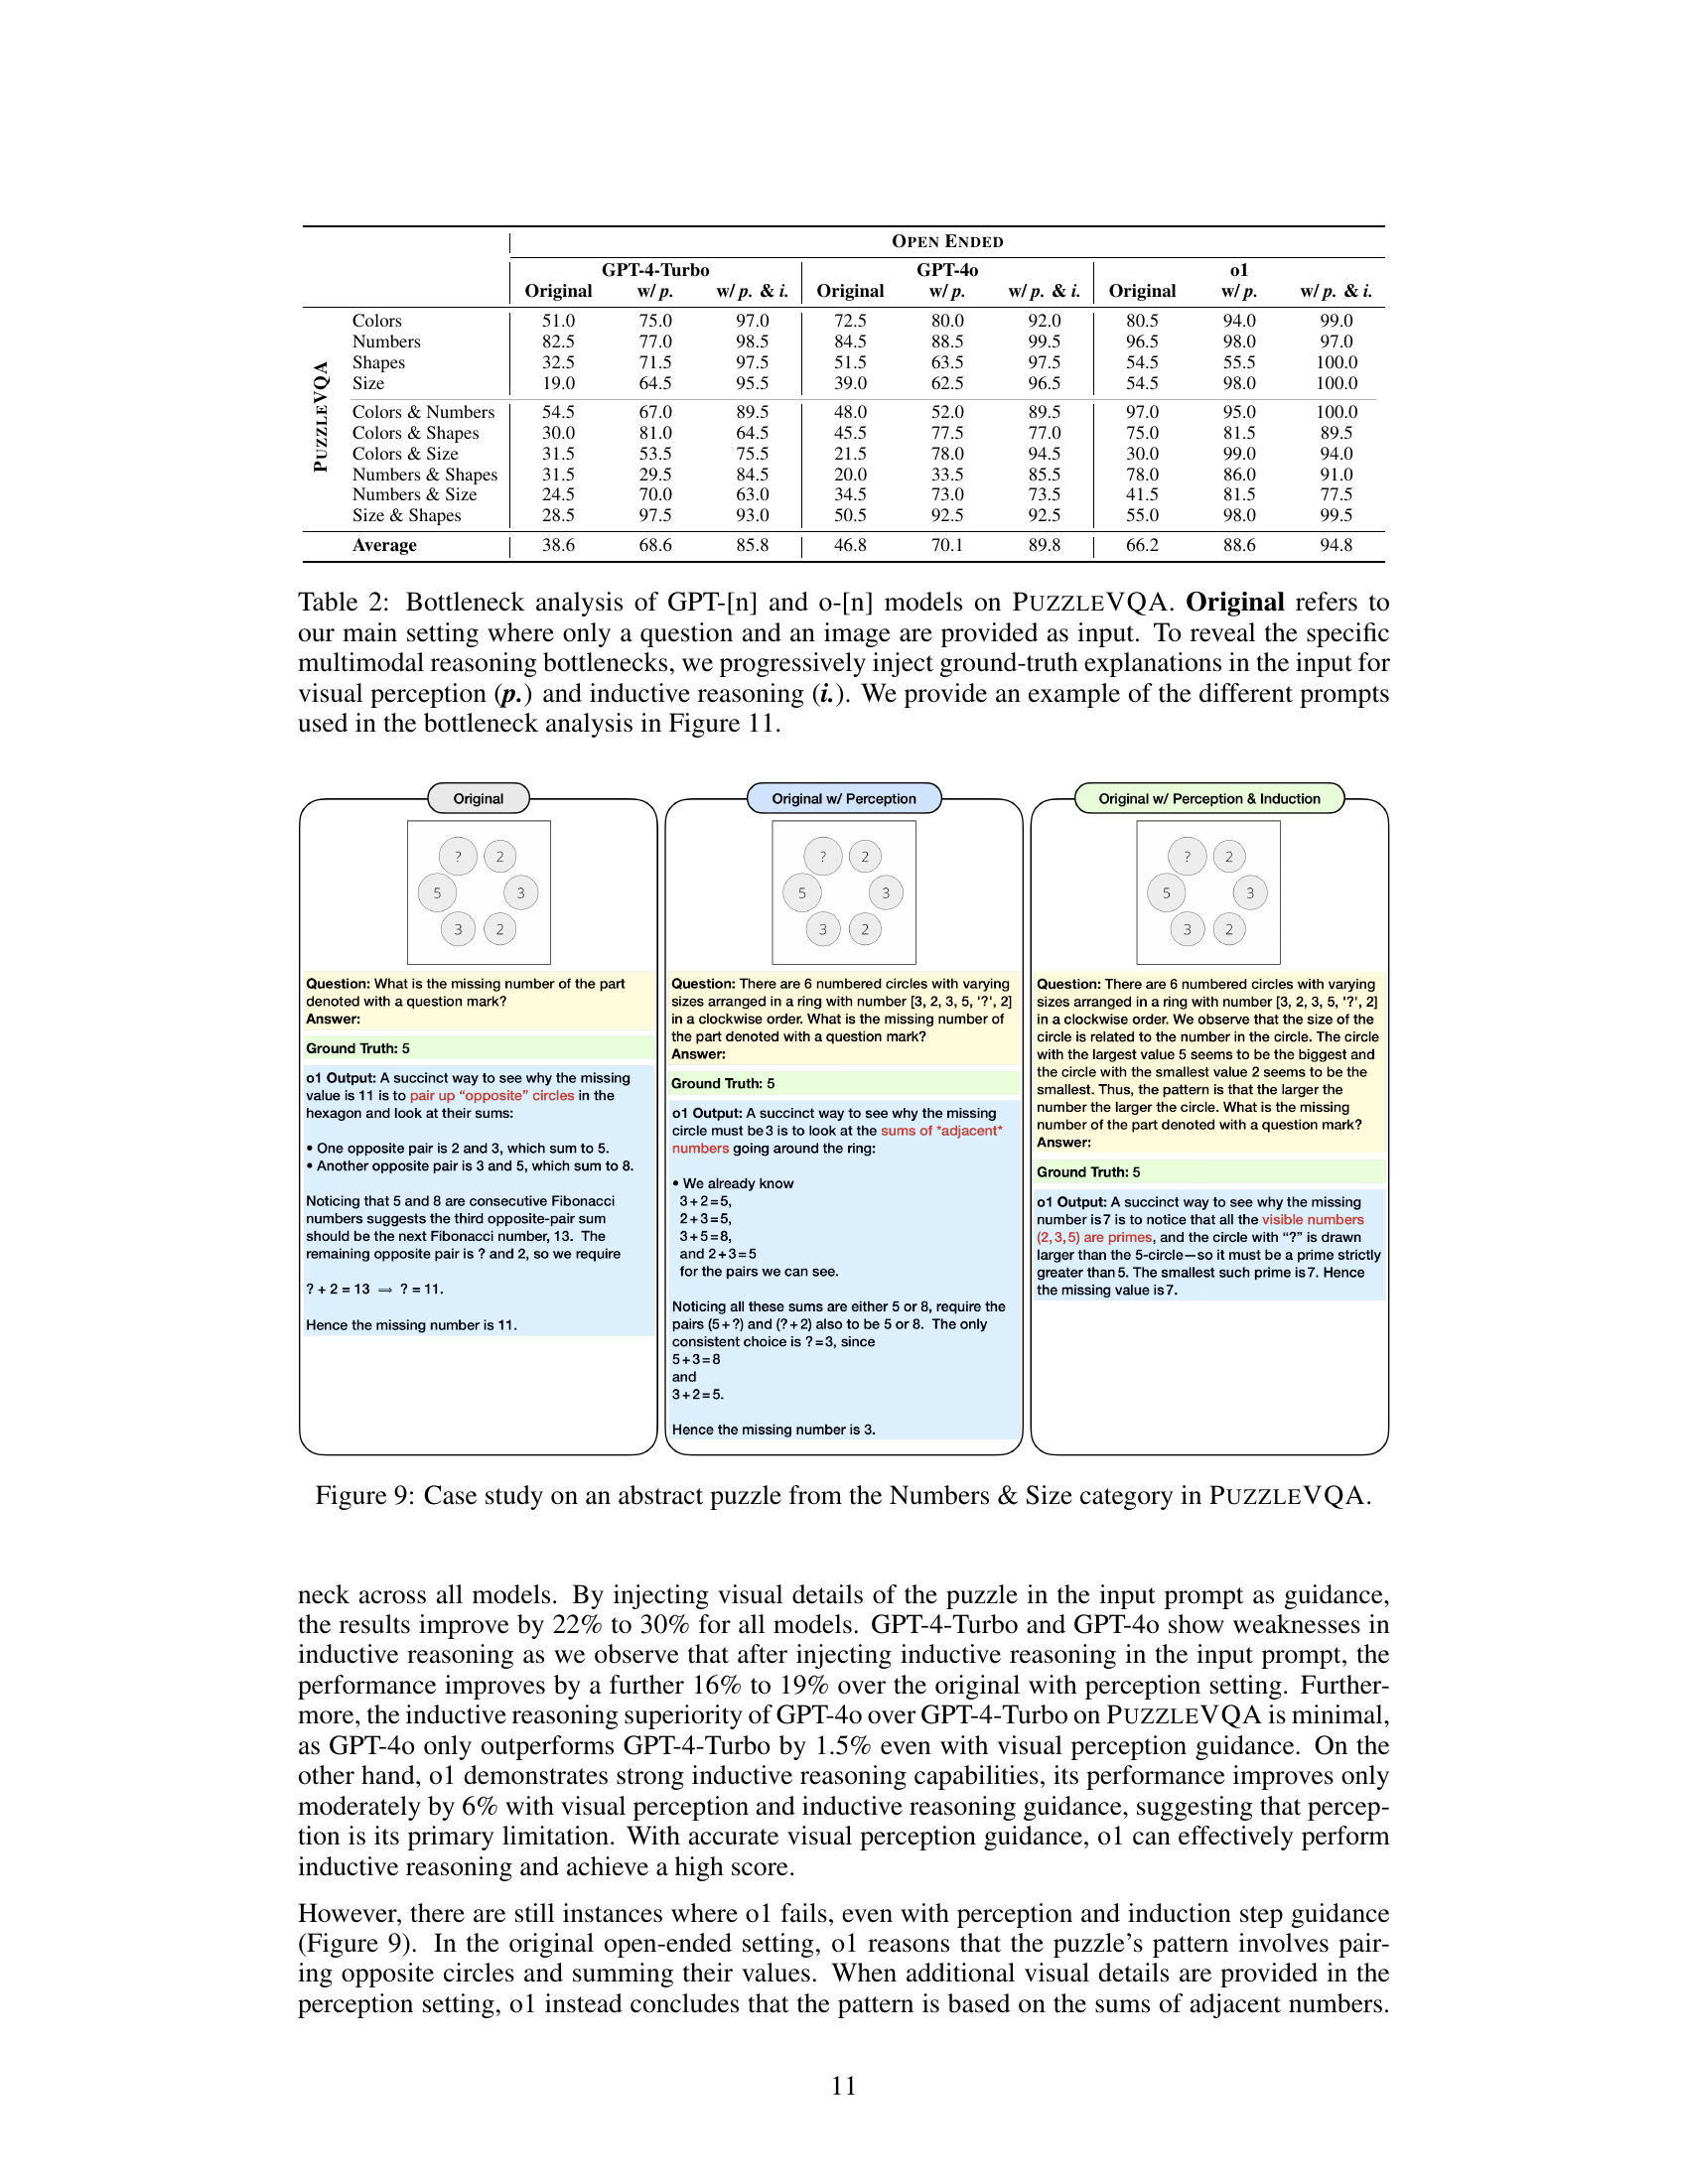 OPEN ENDED
GPT-4-Turbo GPT-4o o1
Original w/ p. w/ p. & i. Original w/ p. w/ p. & i. Original w/ p. w/ p. & i.
PUZZLEVQA
Colors 51.0 75.0 97.0 72.5 80.0 92.0 80.5 94.0 99.0
Numbers 82.5 77.0 98.5 84.5 88.5 99.5 96.5 98.0 97.0
Shapes 32.5 71.5 97.5 51.5 63.5 97.5 54.5 55.5 100.0
Size 19.0 64.5 95.5 39.0 62.5 96.5 54.5 98.0 100.0
Colors & Numbers 54.5 67.0 89.5 48.0 52.0 89.5 97.0 95.0 100.0
Colors & Shapes 30.0 81.0 64.5 45.5 77.5 77.0 75.0 81.5 89.5
Colors & Size 31.5 53.5 75.5 21.5 78.0 94.5 30.0 99.0 94.0
Numbers & Shapes 31.5 29.5 84.5 20.0 33.5 85.5 78.0 86.0 91.0
Numbers & Size 24.5 70.0 63.0 34.5 73.0 73.5 41.5 81.5 77.5
Size & Shapes 28.5 97.5 93.0 50.5 92.5 92.5 55.0 98.0 99.5
Average 38.6 68.6 85.8 46.8 70.1 89.8 66.2 88.6 94.8
Table 2: Bottleneck analysis of GPT-[n] and o-[n] models on PUZZLEVQA. Original refers to
our main setting where only a question and an image are provided as input. To reveal the specific
multimodal reasoning bottlenecks, we progressively inject ground-truth explanations in the input for
visual perception (p.) and inductive reasoning (i.). We provide an example of the different prompts
used in the bottleneck analysis in Figure 11.
Original
? 2
5 3
3 2
Question: What is the missing number of the part
denoted with a question mark?
Answer:
Ground Truth: 5
o1 Output: A succinct way to see why the missing
value is 11 is to pair up “opposite” circles in the
hexagon and look at their sums:
• One opposite pair is 2 and 3, which sum to 5.
• Another opposite pair is 3 and 5, which sum to 8.
Noticing that 5 and 8 are consecutive Fibonacci
numbers suggests the third opposite-pair sum
should be the next Fibonacci number, 13. The
remaining opposite pair is ? and 2, so we require
? + 2 = 13 ⟹ ? = 11.
Hence the missing number is 11.
Original w/ Perception
? 2
5 3
3 2
Question: There are 6 numbered circles with varying
sizes arranged in a ring with number [3, 2, 3, 5, '?', 2]
in a clockwise order. What is the missing number of
the part denoted with a question mark?
Answer:
Ground Truth: 5
o1 Output: A succinct way to see why the missing
circle must be 3 is to look at the sums of *adjacent*
numbers going around the ring:
• We already know
3 + 2 = 5,
2 + 3 = 5,
3 + 5 = 8,
and 2 + 3 = 5
for the pairs we can see.
Noticing all these sums are either 5 or 8, require the
pairs (5 + ?) and (? + 2) also to be 5 or 8. The only
consistent choice is ? = 3, since
5 + 3 = 8
and
3 + 2 = 5.
Hence the missing number is 3.
Original w/ Perception & Induction
? 2
5 3
3 2
Question: There are 6 numbered circles with varying
sizes arranged in a ring with number [3, 2, 3, 5, '?', 2]
in a clockwise order. We observe that the size of the
circle is related to the number in the circle. The circle
with the largest value 5 seems to be the biggest and
the circle with the smallest value 2 seems to be the
smallest. Thus, the pattern is that the larger the
number the larger the circle. What is the missing
number of the part denoted with a question mark?
Answer:
Ground Truth: 5
o1 Output: A succinct way to see why the missing
number is 7 is to notice that all the visible numbers
(2, 3, 5) are primes, and the circle with “?” is drawn
larger than the 5-circle—so it must be a prime strictly
greater than 5. The smallest such prime is 7. Hence
the missing value is 7.
Figure 9: Case study on an abstract puzzle from the Numbers & Size category in PUZZLEVQA.
neck across all models. By injecting visual details of the puzzle in the input prompt as guidance,
the results improve by 22% to 30% for all models. GPT-4-Turbo and GPT-4o show weaknesses in
inductive reasoning as we observe that after injecting inductive reasoning in the input prompt, the
performance improves by a further 16% to 19% over the original with perception setting. Further-
more, the inductive reasoning superiority of GPT-4o over GPT-4-Turbo on PUZZLEVQA is minimal,
as GPT-4o only outperforms GPT-4-Turbo by 1.5% even with visual perception guidance. On the
other hand, o1 demonstrates strong inductive reasoning capabilities, its performance improves only
moderately by 6% with visual perception and inductive reasoning guidance, suggesting that percep-
tion is its primary limitation. With accurate visual perception guidance, o1 can effectively perform
inductive reasoning and achieve a high score.
However, there are still instances where o1 fails, even with perception and induction step guidance
(Figure 9). In the original open-ended setting, o1 reasons that the puzzle's pattern involves pair-
ing opposite circles and summing their values. When additional visual details are provided in the
perception setting, o1 instead concludes that the pattern is based on the sums of adjacent numbers.
11